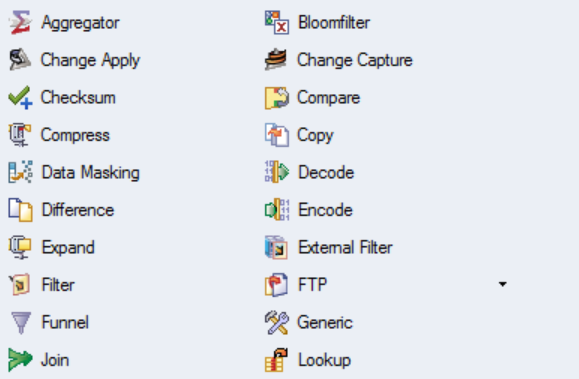 Aggregator Bloomfilter
Change Apply Change Capture
Checksum Compare
Compress Copy
Data Masking Decode
Difference Encode
Expand External Filter
Filter FTP
Funnel Generic
Join Lookup